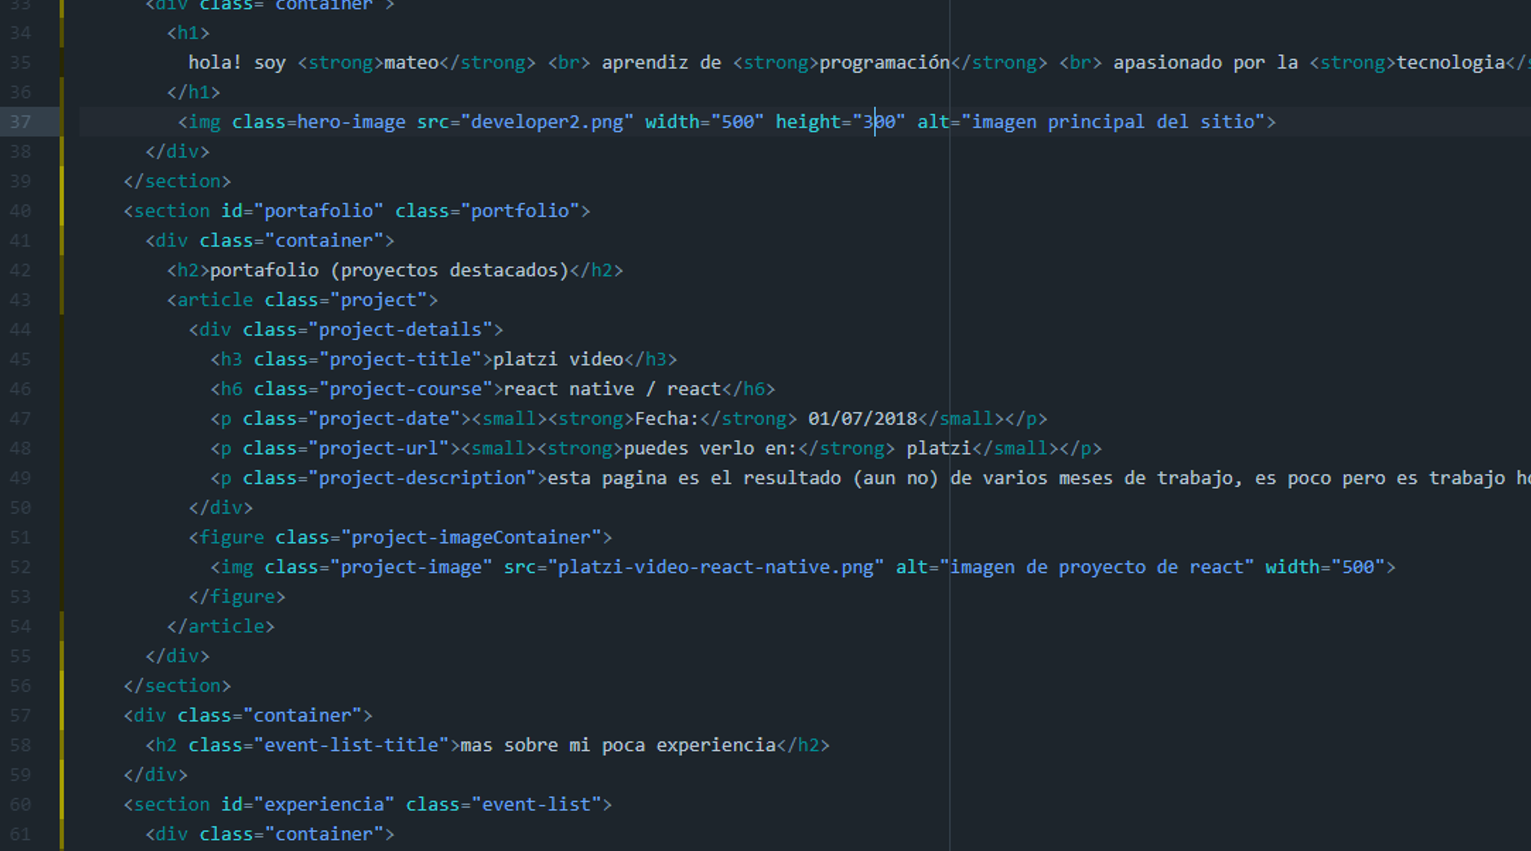 33 <div class="container">
34 <h1>
35 hola! soy <strong>mateo</strong> <br> aprendiz de <strong>programación</strong> <br> apasionado por la <strong>tecnologia</s
36 </h1>
37 <img class=hero-image src="developer2.png" width="500" height="300" alt="imagen principal del sitio">
38 </div>
39 </section>
40 <section id="portafolio" class="portfolio">
41 <div class="container">
42 <h2>portafolio (proyectos destacados)</h2>
43 <article class="project">
44 <div class="project-details">
45 <h3 class="project-title">platzi video</h3>
46 <h6 class="project-course">react native / react</h6>
47 <p class="project-date"><small><strong>Fecha:</strong> 01/07/2018</small></p>
48 <p class="project-url"><small><strong>puedes verlo en:</strong> platzi</small></p>
49 <p class="project-description">esta pagina es el resultado (aun no) de varios meses de trabajo, es poco pero es trabajo ho
50 </div>
51 <figure class="project-imageContainer">
52 <img class="project-image" src="platzi-video-react-native.png" alt="imagen de proyecto de react" width="500">
53 </figure>
54 </article>
55 </div>
56 </section>
57 <div class="container">
58 <h2 class="event-list-title">mas sobre mi poca experiencia</h2>
59 </div>
60 <section id="experiencia" class="event-list">
61 <div class="container">